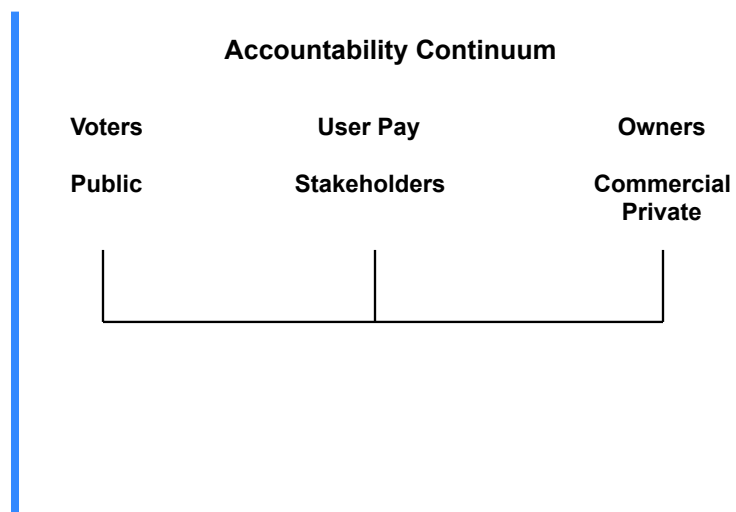 Accountability Continuum
Voters User Pay Owners
Public Stakeholders Commercial
Private